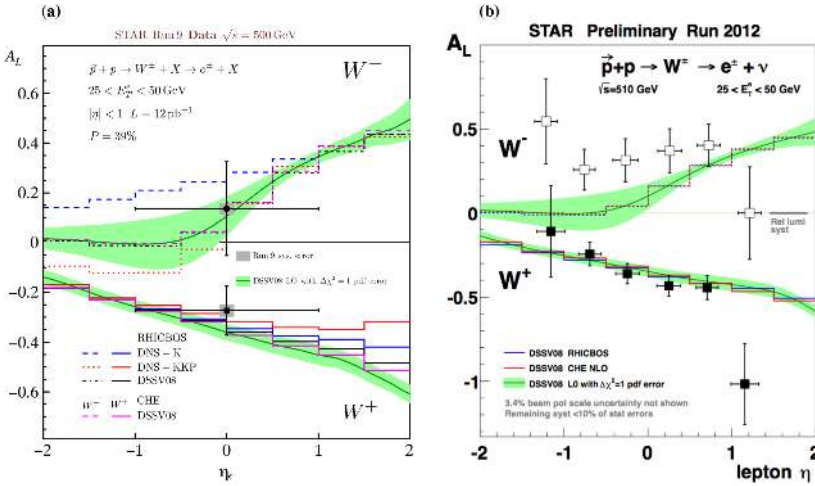 (a)
STAR Run 9 Data √s = 500 GeV
A_L
p⃗ + p → W± + X → e± + X
25 < E_T^e < 50 GeV
|η| < 1 L = 12 pb⁻¹
P = 39%
W⁻
0.6
0.4
0.2
0
−0.2
−0.4
−0.6
Run 9 sys. error
DSSV08 L0 with Δχ² = 1 pdf error
RHICBOS
DNS − K
DNS − KKP
DSSV08
W⁻ W⁺ CHE
DSSV08
W⁺
-2 -1 0 1 2
η_e
(b)
STAR Preliminary Run 2012
A_L
p⃗+p → W± → e± + ν
√s=510 GeV 25 < E_T^e < 50 GeV
0.5
0
-0.5
-1
W⁻
W⁺
Rel lumi
syst
DSSV08 RHICBOS
DSSV08 CHE NLO
DSSV08 L0 with Δχ²=1 pdf error
3.4% beam pol scale uncertainty not shown
Remaining syst <10% of stat errors
-2 -1 0 1 2
lepton η